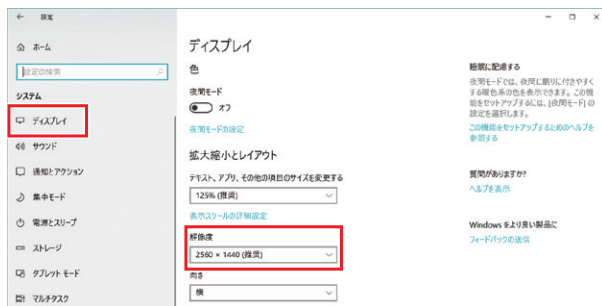 設定
ホーム
設定の検索
システム
ディスプレイ
サウンド
通知とアクション
集中モード
電源とスリープ
ストレージ
タブレット モード
マルチタスク
ディスプレイ
色
夜間モード
オフ
夜間モードの設定
拡大縮小とレイアウト
テキスト、アプリ、その他の項目のサイズを変更する
125% (推奨)
表示スケールの詳細設定
解像度
2560 × 1440 (推奨)
向き
横
睡眠に配慮する
夜間モードでは、夜間に眠りに付きやすく
する暖色系の色を表示できます。この機
能をセットアップするには、[夜間モード] の
設定を選択します。
この機能をセットアップするためのヘルプを
参照する
質問がありますか?
ヘルプを表示
Windows をより良い製品に
フィードバックの送信